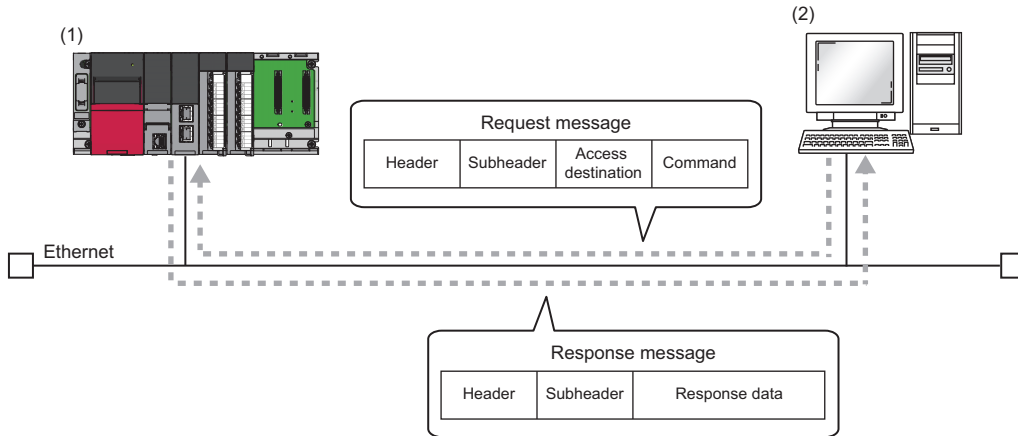 (1)
(2)
Request message
Header
Subheader
Access
destination
Command
Ethernet
Response message
Header
Subheader
Response data